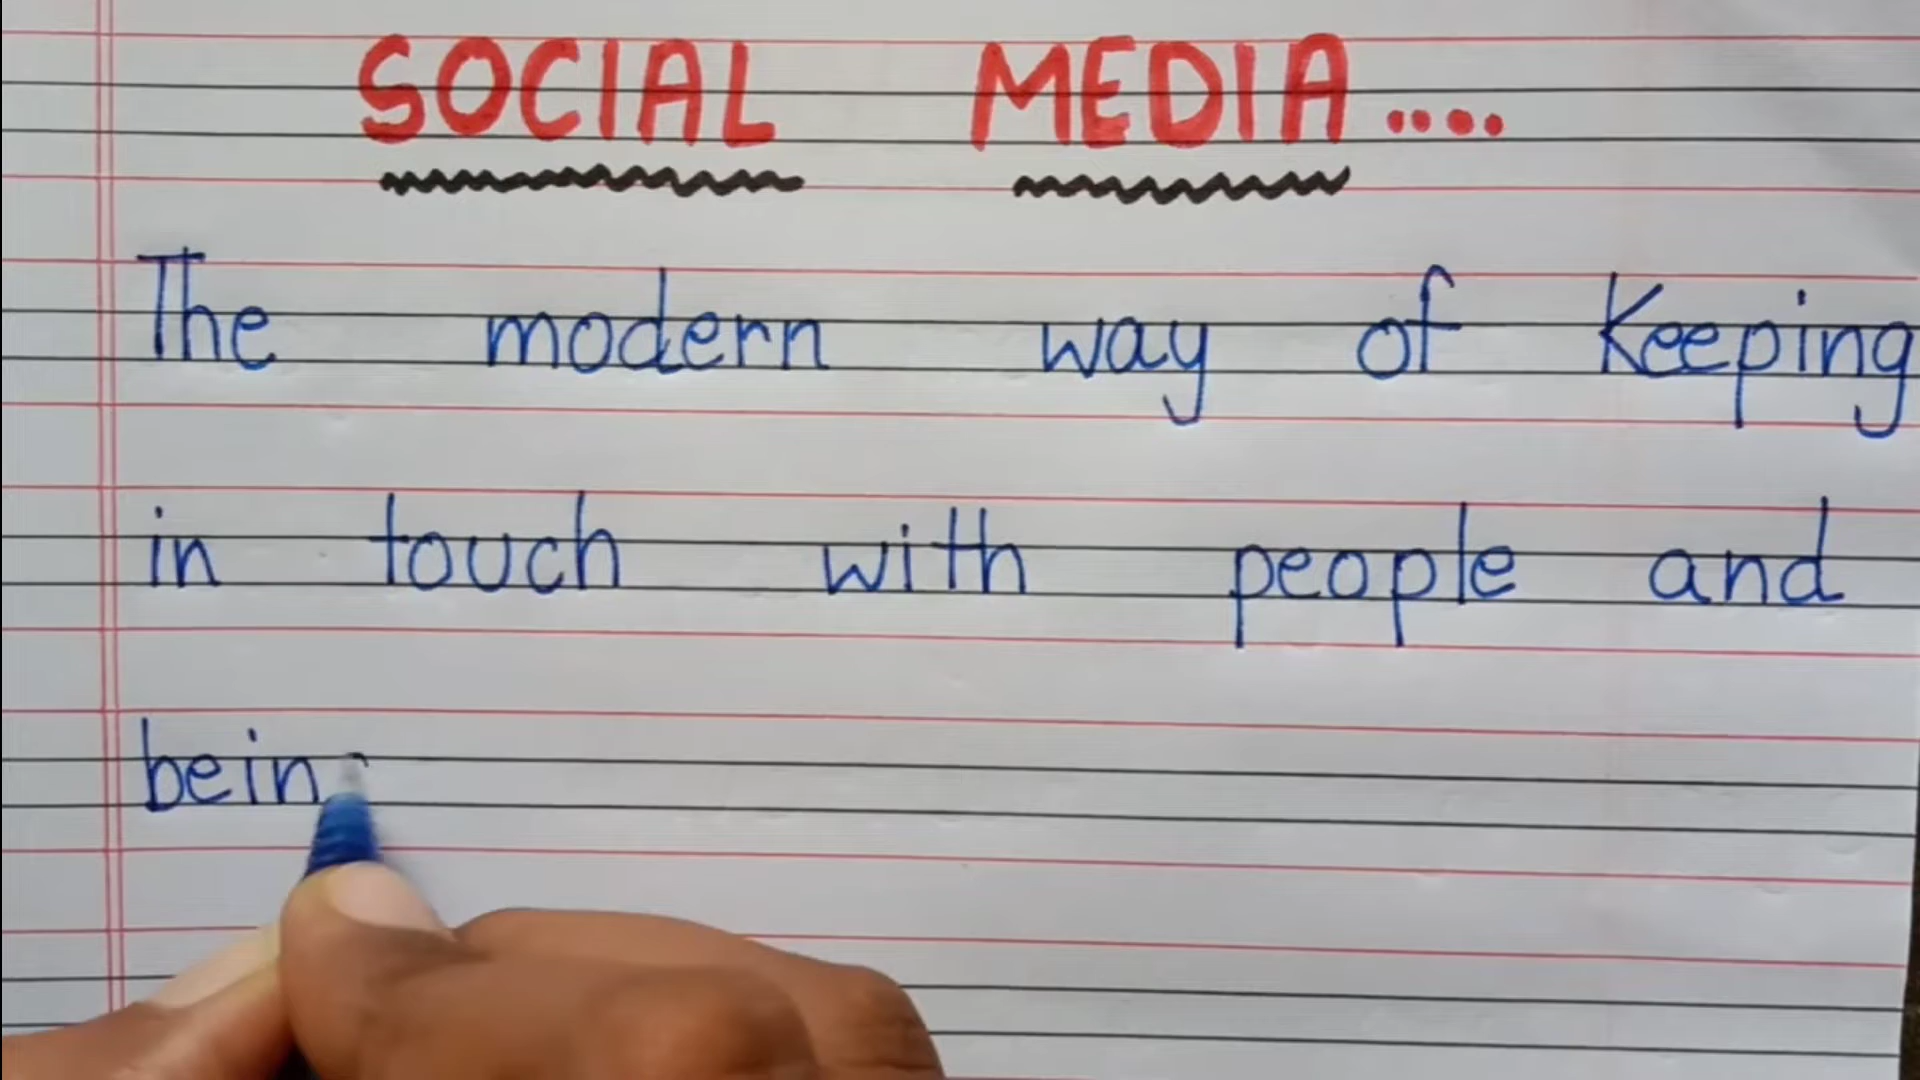 SOCIAL MEDIA....
The modern way of Keeping
in touch with people and
bein